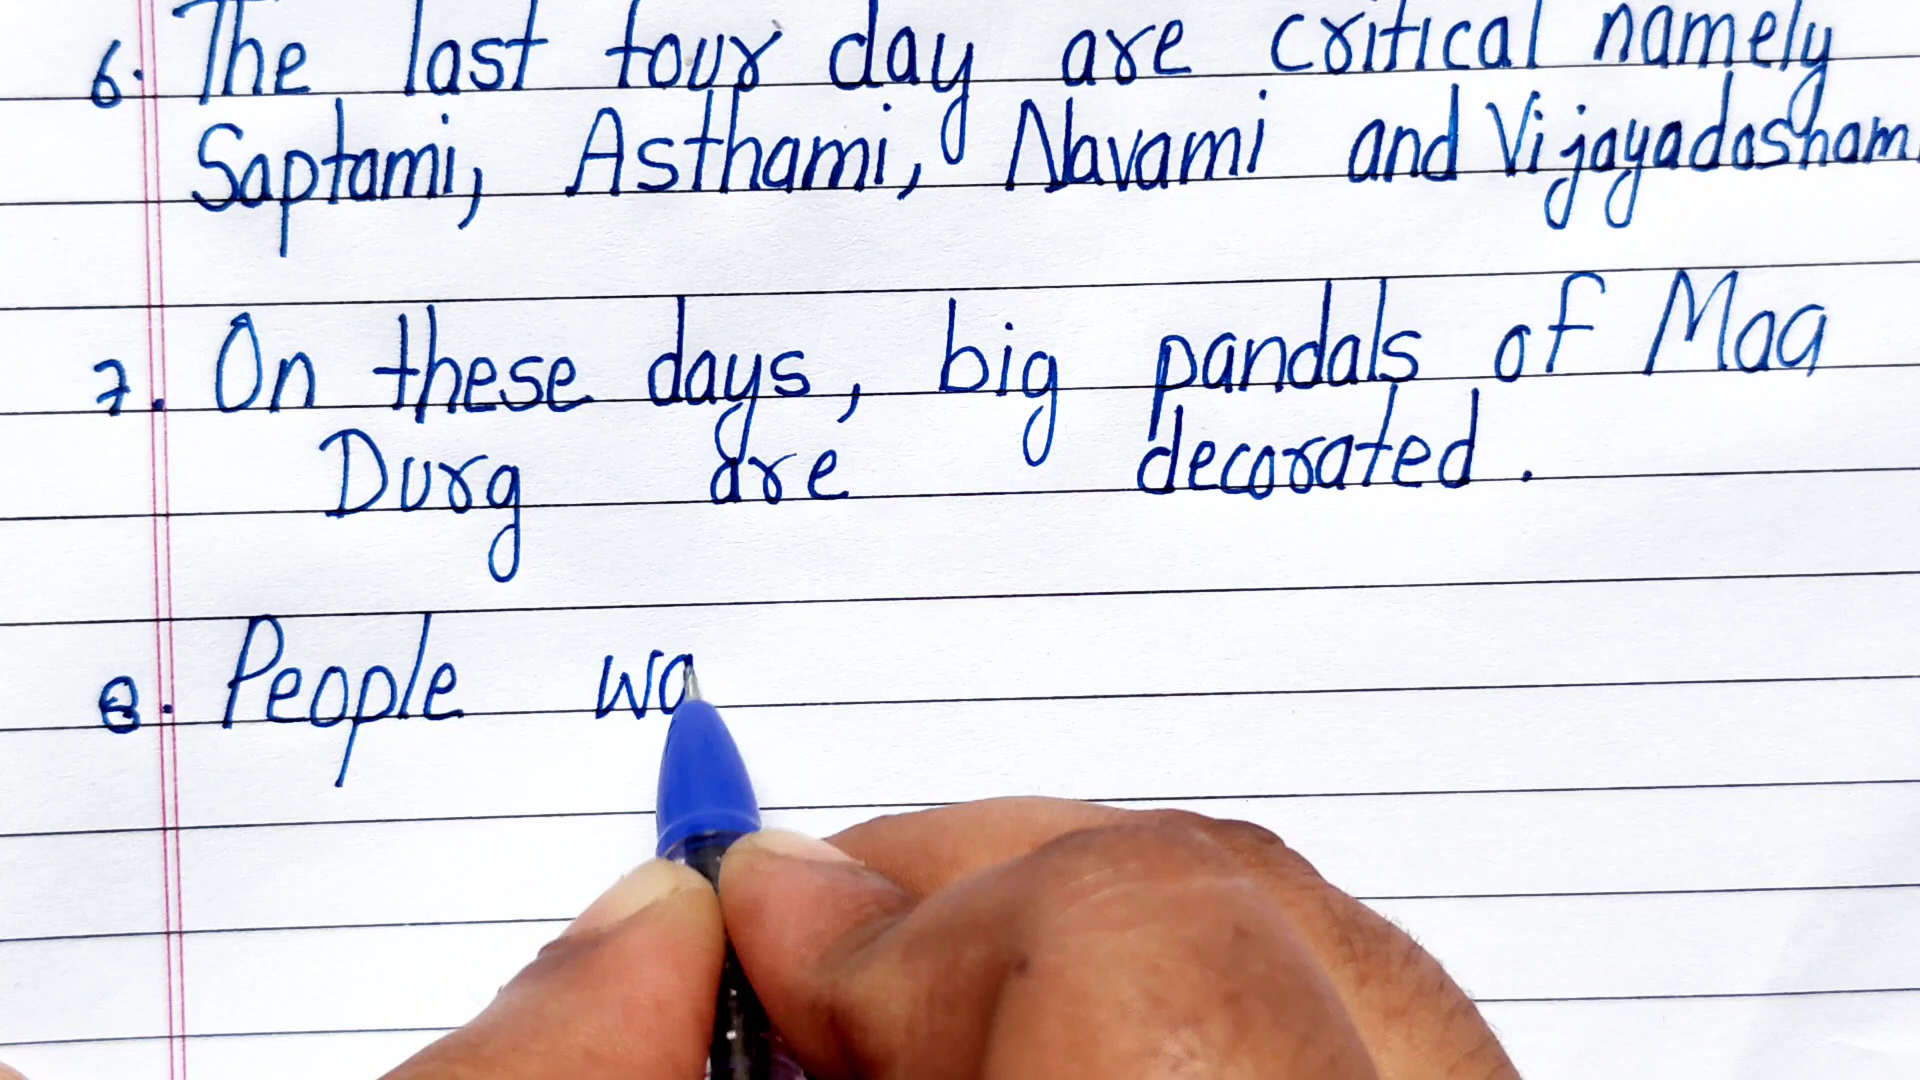 6. The last four day are critical namely
Saptami, Asthami, Navami and Vijayadasham
7. On these days, big pandals of Maa
Durg are decorated.
8. People wa